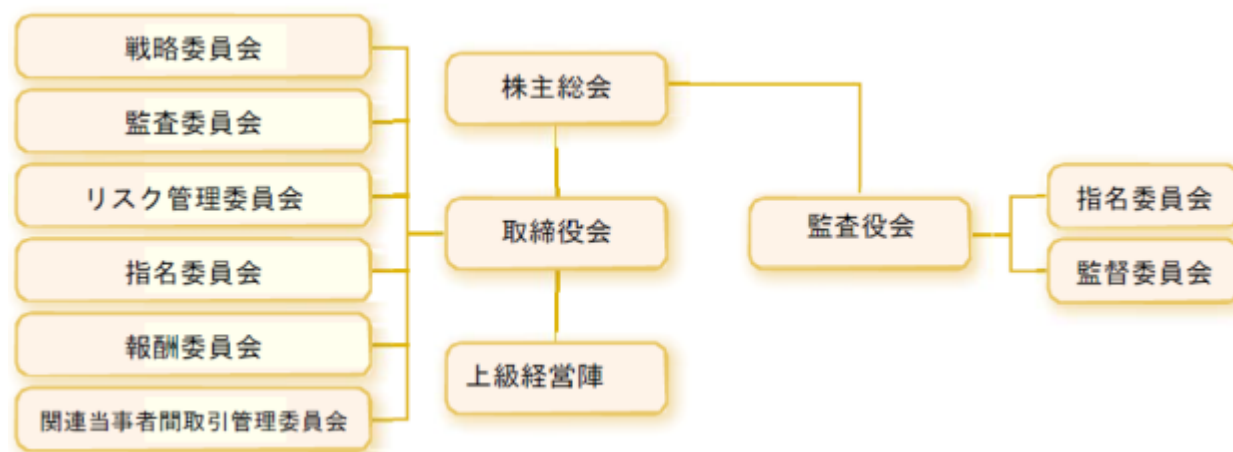 戦略委員会
監査委員会
リスク管理委員会
指名委員会
報酬委員会
関連当事者間取引管理委員会
株主総会
取締役会
上級経営陣
監査役会
指名委員会
監督委員会